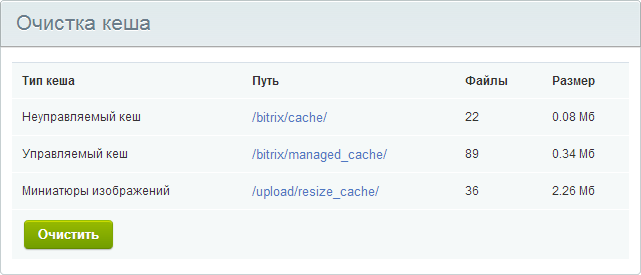 Очистка кеша
Тип кеша Путь Файлы Размер
Неуправляемый кеш /bitrix/cache/ 22 0.08 Мб
Управляемый кеш /bitrix/managed_cache/ 89 0.34 Мб
Миниатюры изображений /upload/resize_cache/ 36 2.26 Мб
Очистить